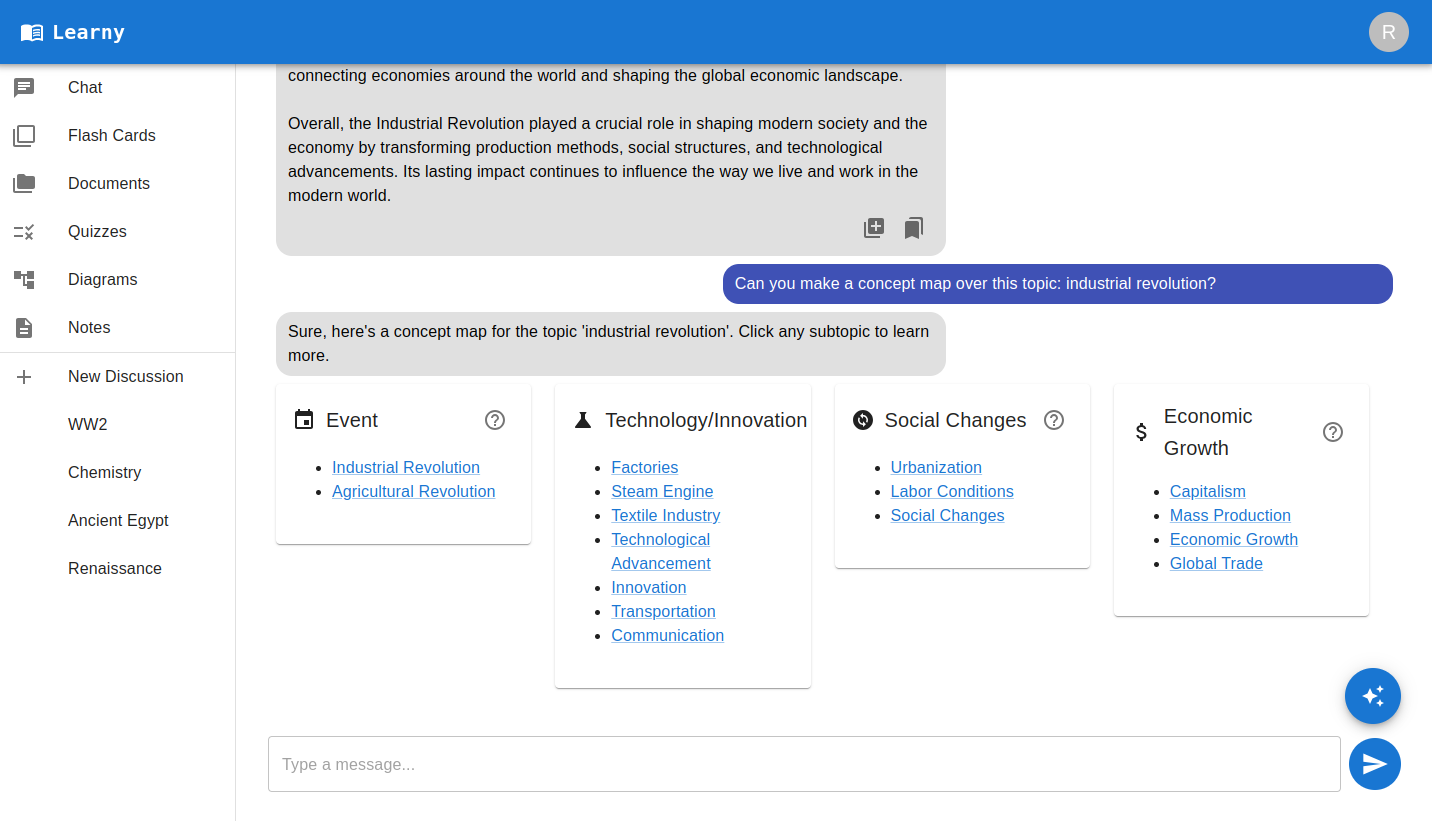 Learny
R
Chat
Flash Cards
Documents
Quizzes
Diagrams
Notes
New Discussion
WW2
Chemistry
Ancient Egypt
Renaissance
connecting economies around the world and shaping the global economic landscape.
Overall, the Industrial Revolution played a crucial role in shaping modern society and the
economy by transforming production methods, social structures, and technological
advancements. Its lasting impact continues to influence the way we live and work in the
modern world.
Can you make a concept map over this topic: industrial revolution?
Sure, here's a concept map for the topic 'industrial revolution'. Click any subtopic to learn
more.
Event
Industrial Revolution
Agricultural Revolution
Technology/Innovation
Factories
Steam Engine
Textile Industry
Technological
Advancement
Innovation
Transportation
Communication
Social Changes
Urbanization
Labor Conditions
Social Changes
Economic
Growth
Capitalism
Mass Production
Economic Growth
Global Trade
Type a message...